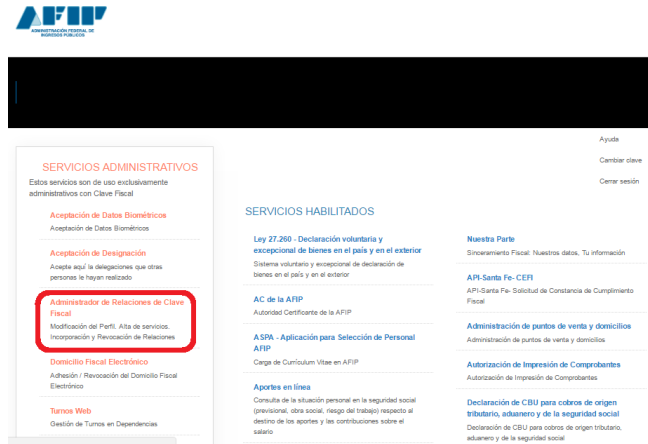 AFIP
ADMINISTRACIÓN FEDERAL DE
INGRESOS PÚBLICOS
Ayuda
Cambiar clave
Cerrar sesión
SERVICIOS ADMINISTRATIVOS
Estos servicios son de uso exclusivamente
administrativos con Clave Fiscal
Aceptación de Datos Biométricos
Aceptación de Datos Biométricos
Aceptación de Designación
Acepte aquí la delegaciones que otras
personas le hayan realizado
Administrador de Relaciones de Clave
Fiscal
Modificación del Perfil. Alta de servicios.
Incorporación y Revocación de Relaciones
Domicilio Fiscal Electrónico
Adhesión / Revocación del Domicilio Fiscal
Electrónico
Turnos Web
Gestión de Turnos en Dependencias
SERVICIOS HABILITADOS
Ley 27.260 - Declaración voluntaria y
excepcional de bienes en el país y en el exterior
Sistema voluntario y excepcional de declaración de
bienes en el país y en el exterior
AC de la AFIP
Autoridad Certificante de la AFIP
ASPA - Aplicación para Selección de Personal
AFIP
Carga de Currículum Vitae en AFIP
Aportes en línea
Consulta de la situación personal en la seguridad social
(previsional, obra social, riesgo del trabajo) respecto al
destino de los aportes y las contribuciones sobre el
salario
Nuestra Parte
Sinceramiento Fiscal: Nuestros datos, Tu información
API-Santa Fe- CEFI
API-Santa Fe- Solicitud de Constancia de Cumplimiento
Fiscal
Administración de puntos de venta y domicilios
Administración de puntos de venta y domicilios
Autorización de Impresión de Comprobantes
Autorización de Impresión de Comprobantes
Declaración de CBU para cobros de origen
tributario, aduanero y de la seguridad social
Declaración de CBU para cobros de origen tributario,
aduanero y de la seguridad social